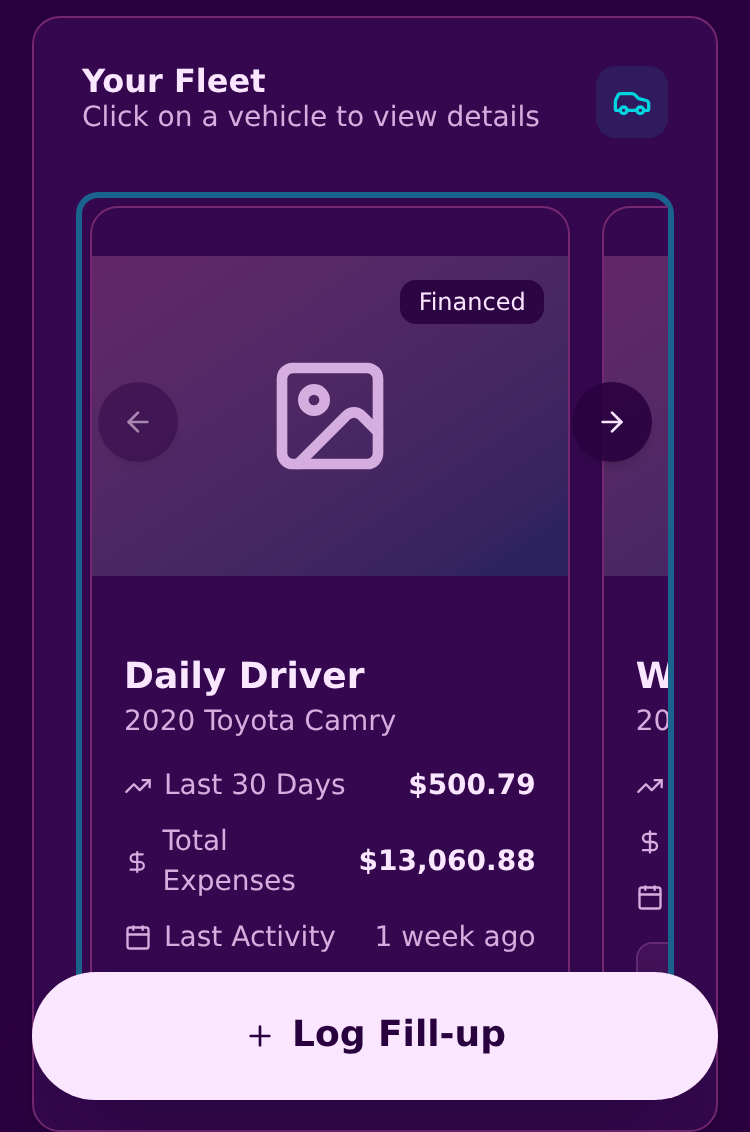 Your Fleet
Click on a vehicle to view details
Financed
Daily Driver
2020 Toyota Camry
Last 30 Days $500.79
Total Expenses $13,060.88
Last Activity 1 week ago
W
20
$
+ Log Fill-up